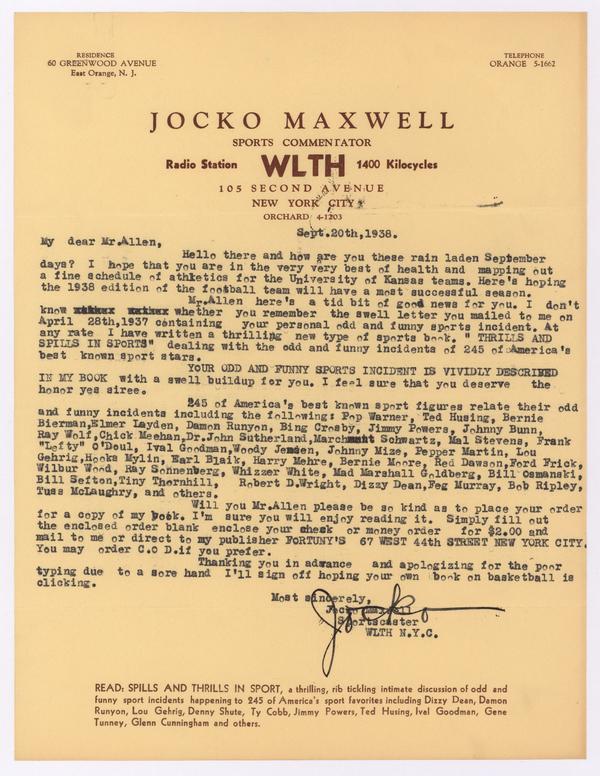 RESIDENCE
60 GREENWOOD AVENUE
East Orange, N. J.
TELEPHONE
ORANGE 5-1662
JOCKO MAXWELL
SPORTS COMMENTATOR
Radio Station WLTH 1400 Kilocycles
105 SECOND AVENUE
NEW YORK CITY
ORCHARD 4-1203
Sept.20th,1938.
My dear Mr.Allen,
Hello there and how are you these rain laden September
days? I hope that you are in the very very best of health and mapping out
a fine schedule of athletics for the University of Kansas teams. Here's hoping
the 1938 edition of the football team will have a most successful season.
Mr.Allen here's a tid bit of good news for you. I don't
know whether you remember the swell letter you mailed to me on
April 28th,1937 containing your personal odd and funny sports incident. At
any rate I have written a thrilling new type of sports book. " THRILLS AND
SPILLS IN SPORTS" dealing with the odd and funny incidents of 245 of America's
best known sport stars.
YOUR ODD AND FUNNY SPORTS INCIDENT IS VIVIDLY DESCRIBED
IN MY BOOK with a swell buildup for you. I feel sure that you deserve the
honor yes siree.
245 of America's best known sport figures relate their odd
and funny incidents including the following: Pop Warner, Ted Husing, Bernie
Bierman,Elmer Layden, Damon Runyon, Bing Crosby, Jimmy Powers, Johnny Bunn,
Ray Wolf,Chick Meehan,Dr.John Sutherland, Schwartz, Mal Stevens, Frank
"Lefty" O'Doul, Ival Goodman,Woody Jensen, Johnny Mize, Pepper Martin, Lou
Gehrig,Hooks Mylin, Earl Blaik, Harry Mehre, Bernie Moore, Red Dawson,Ford Frick,
Wilbur Wood, Ray Sonnenberg, Whizzer White, Mad Marshall Goldberg, Bill Osmanski,
Bill Sefton,Tiny Thornhill, Robert D.Wright, Dizzy Dean,Feg Murray, Bob Ripley,
Tuss McLaughry, and others.
Will you Mr.Allen please be so kind as to place your order
for a copy of my book. I'm sure you will enjoy reading it. Simply fill out
the enclosed order blank enclose your check or money order for $2.00 and
mail to me or direct to my publisher FORTUNY'S 67 WEST 44th STREET NEW YORK CITY.
You may order C.C D.if you prefer.
Thanking you in advance and apologizing for the poor
typing due to a sore hand I'll sign off hoping your own book on basketball is
clicking.
Most sincerely,
Jocko
Jocko Maxwell
Sportscaster
WLTH N.Y.C.
READ: SPILLS AND THRILLS IN SPORT, a thrilling, rib tickling intimate discussion of odd and
funny sport incidents happening to 245 of America's sport favorites including Dizzy Dean, Damon
Runyon, Lou Gehrig, Denny Shute, Ty Cobb, Jimmy Powers, Ted Husing, Ival Goodman, Gene
Tunney, Glenn Cunningham and others.